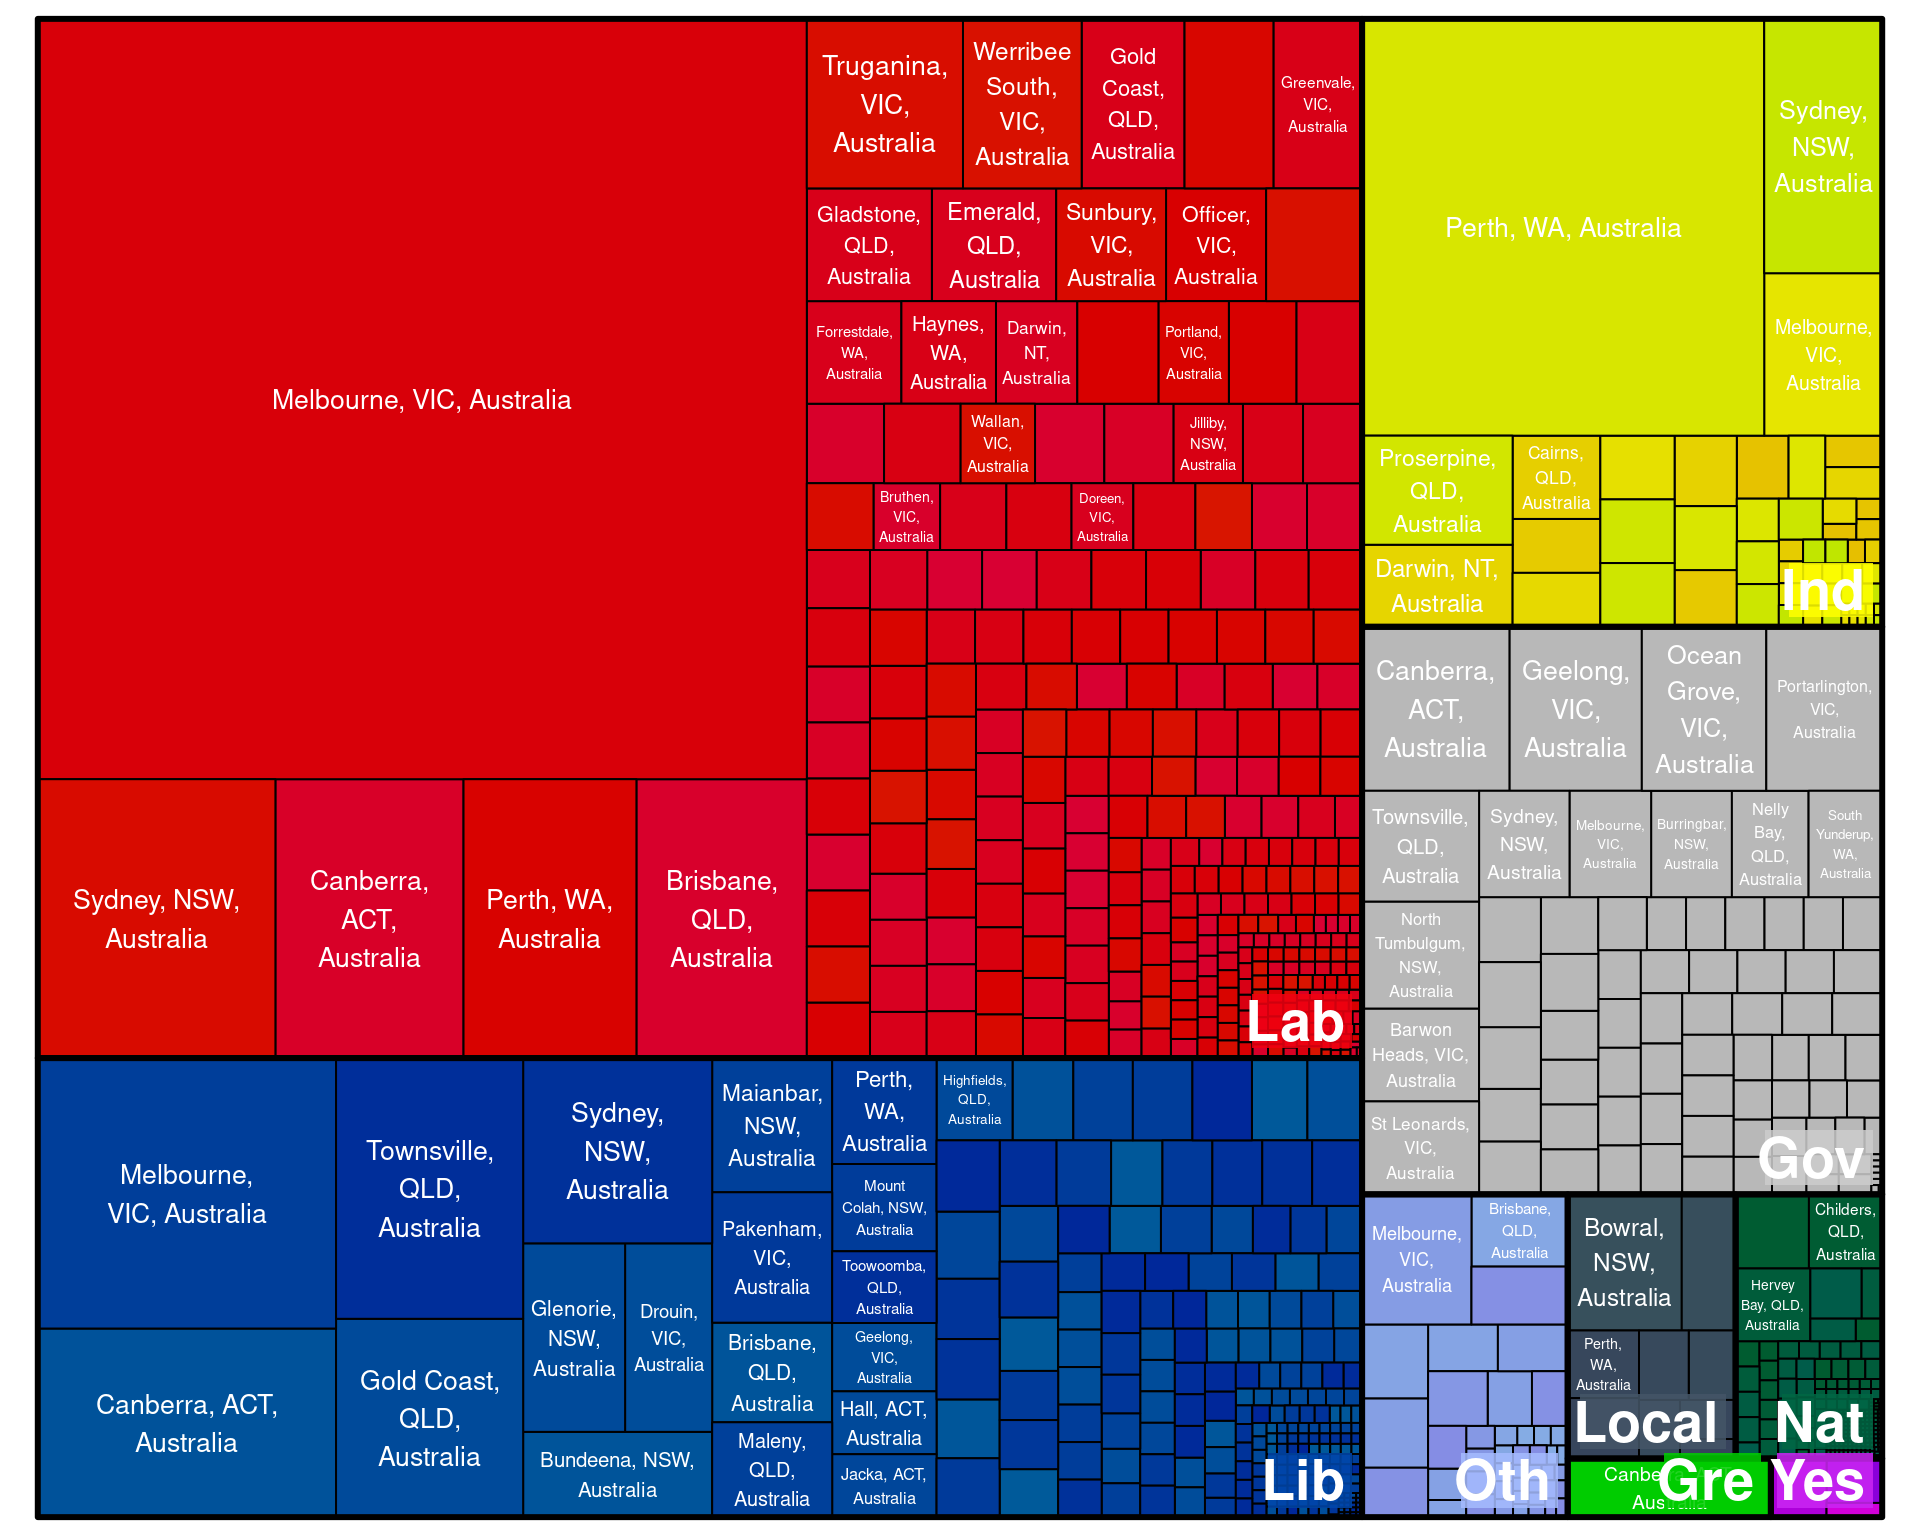 Melbourne, VIC, Australia
Sydney, NSW,
Australia
Canberra,
ACT,
Australia
Perth, WA,
Australia
Brisbane,
QLD,
Australia
Truganina,
VIC,
Australia
Werribee
South,
VIC,
Australia
Gold
Coast,
QLD,
Australia
Greenvale,
VIC,
Australia
Gladstone,
QLD,
Australia
Emerald,
QLD,
Australia
Sunbury,
VIC,
Australia
Officer,
VIC,
Australia
Forrestdale,
WA,
Australia
Haynes,
WA,
Australia
Darwin,
NT,
Australia
Portland,
VIC,
Australia
Wallan,
VIC,
Australia
Jilliby,
NSW,
Australia
Bruthen,
VIC,
Australia
Doreen,
VIC,
Australia
Lab
Melbourne,
VIC, Australia
Canberra, ACT,
Australia
Townsville,
QLD,
Australia
Gold Coast,
QLD,
Australia
Sydney,
NSW,
Australia
Glenorie,
NSW,
Australia
Drouin,
VIC,
Australia
Bundeena, NSW,
Australia
Maianbar,
NSW,
Australia
Pakenham,
VIC,
Australia
Brisbane,
QLD,
Australia
Maleny,
QLD,
Australia
Perth,
WA,
Australia
Mount
Colah, NSW,
Australia
Toowoomba,
QLD,
Australia
Geelong,
VIC,
Australia
Hall, ACT,
Australia
Jacka, ACT,
Australia
Highfields,
QLD,
Australia
Lib
Perth, WA, Australia
Sydney,
NSW,
Australia
Melbourne,
VIC,
Australia
Proserpine,
QLD,
Australia
Darwin, NT,
Australia
Cairns,
QLD,
Australia
Ind
Canberra,
ACT,
Australia
Geelong,
VIC,
Australia
Ocean
Grove,
VIC,
Australia
Portarlington,
VIC,
Australia
Townsville,
QLD,
Australia
Sydney,
NSW,
Australia
Melbourne,
VIC,
Australia
Burringbar,
NSW,
Australia
Nelly
Bay,
QLD,
Australia
South
Yunderup,
WA,
Australia
North
Tumbulgum,
NSW,
Australia
Barwon
Heads, VIC,
Australia
St Leonards,
VIC,
Australia
Gov
Melbourne,
VIC,
Australia
Brisbane,
QLD,
Australia
Oth
Bowral,
NSW,
Australia
Perth,
WA,
Australia
Local
Childers,
QLD,
Australia
Hervey
Bay, QLD,
Australia
Nat
Australia
Gre
Yes